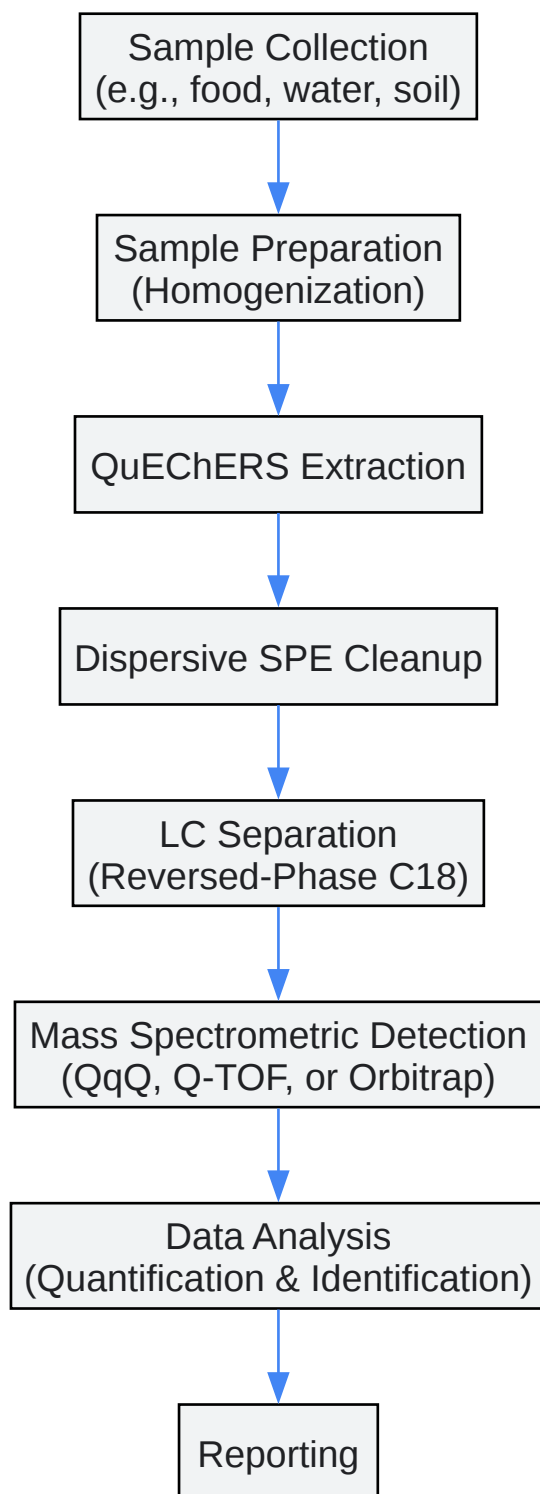 Sample Collection
(e.g., food, water, soil)
Sample Preparation
(Homogenization)
QuEChERS Extraction
Dispersive SPE Cleanup
LC Separation
(Reversed-Phase C18)
Mass Spectrometric Detection
(QqQ, Q-TOF, or Orbitrap)
Data Analysis
(Quantification & Identification)
Reporting